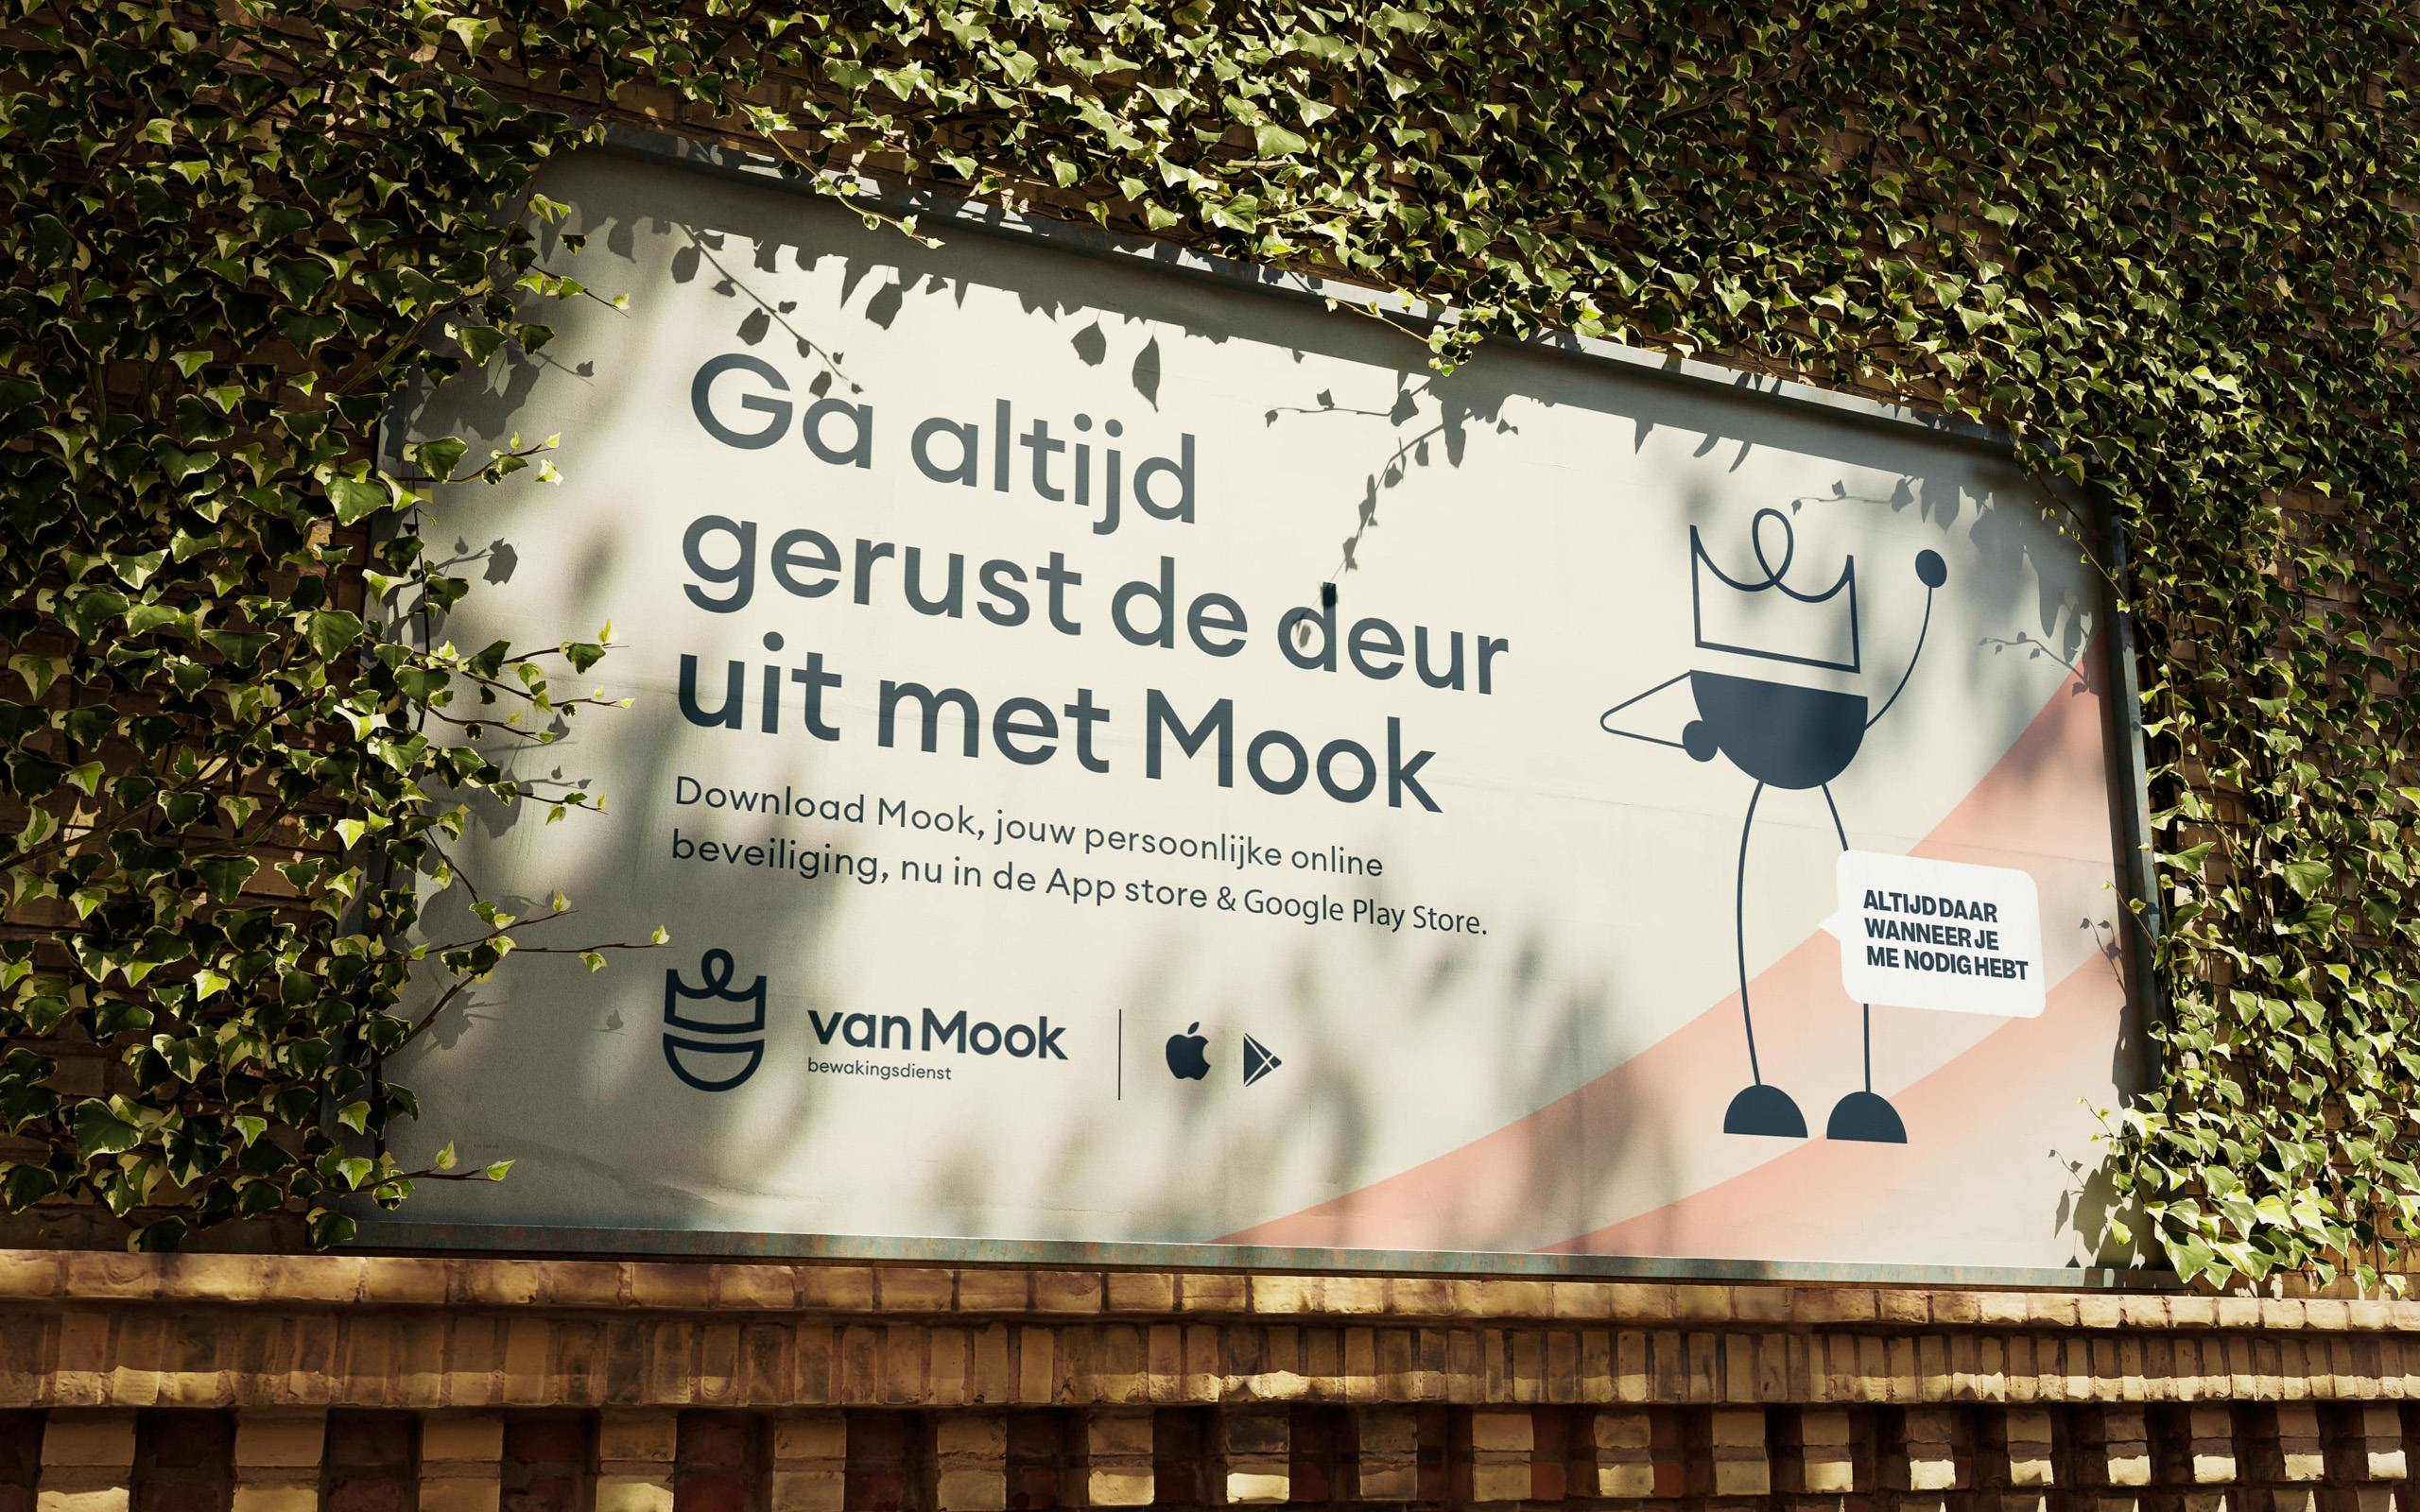 Ga altijd
gerust de deur
uit met Mook
Download Mook, jouw persoonlijke online
beveiliging, nu in de App store & Google Play Store.
van Mook
bewakingsdienst
ALTIJD DAAR
WANNEER JE
ME NODIG HEBT